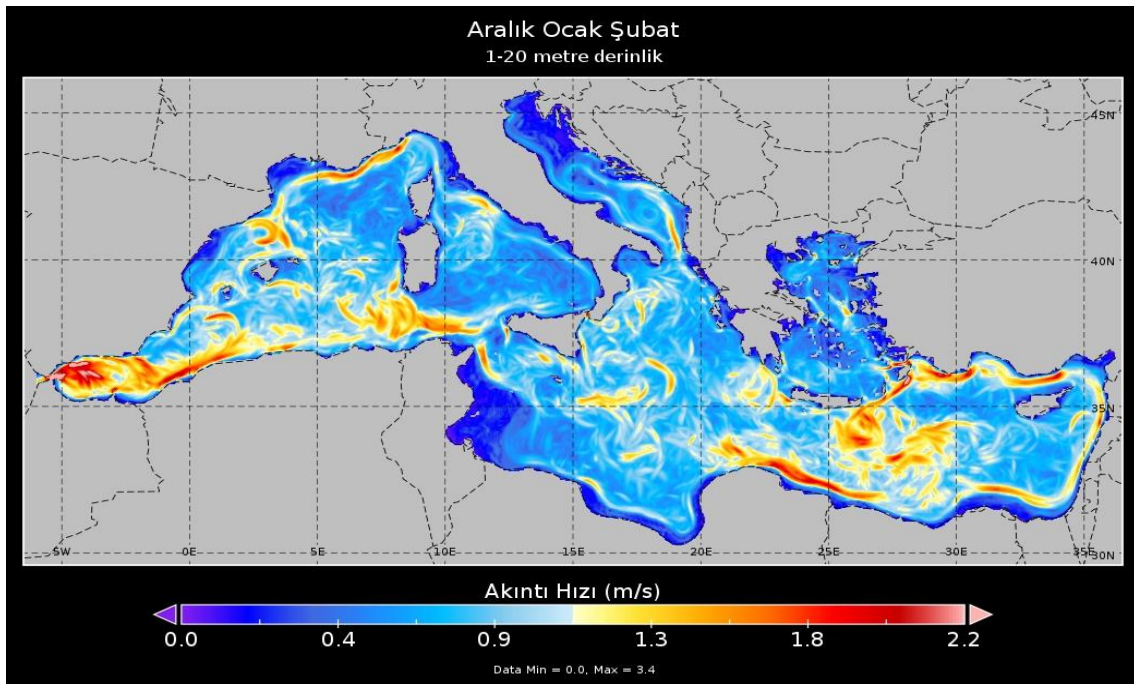 Aralık Ocak Şubat
1-20 metre derinlik
45N
40N
35N
5W 0E 5E 10E 15E 20E 25E 30E 35E 30N
Akıntı Hızı (m/s)
0.0 0.4 0.9 1.3 1.8 2.2
Data Min = 0.0, Max = 3.4